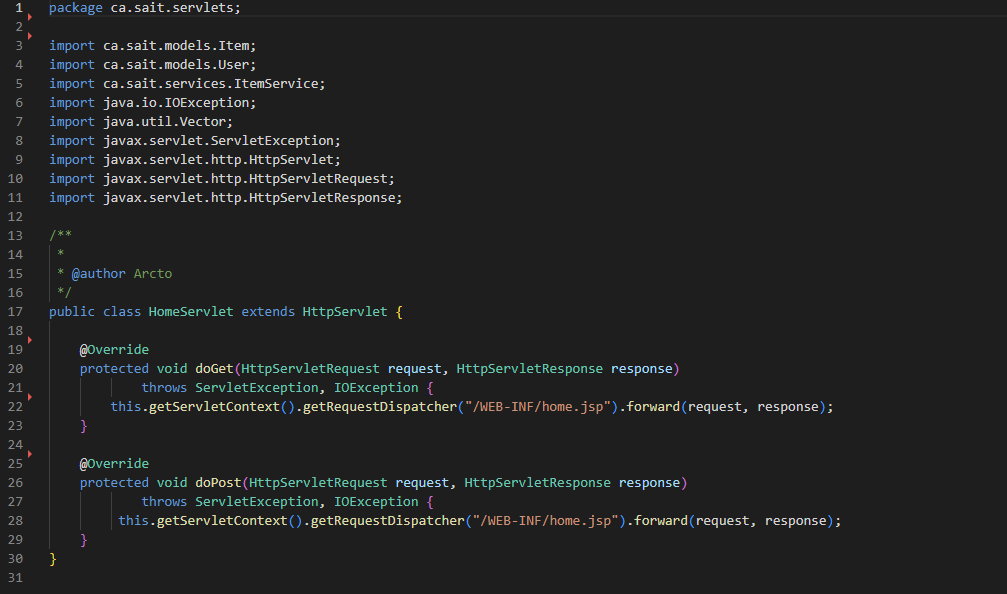 1 package ca.sait.servlets;
2
3 import ca.sait.models.Item;
4 import ca.sait.models.User;
5 import ca.sait.services.ItemService;
6 import java.io.IOException;
7 import java.util.Vector;
8 import javax.servlet.ServletException;
9 import javax.servlet.http.HttpServlet;
10 import javax.servlet.http.HttpServletRequest;
11 import javax.servlet.http.HttpServletResponse;
12
13 /**
14  *
15  * @author Arcto
16  */
17 public class HomeServlet extends HttpServlet {
18
19     @Override
20     protected void doGet(HttpServletRequest request, HttpServletResponse response)
21             throws ServletException, IOException {
22         this.getServletContext().getRequestDispatcher("/WEB-INF/home.jsp").forward(request, response);
23     }
24
25     @Override
26     protected void doPost(HttpServletRequest request, HttpServletResponse response)
27             throws ServletException, IOException {
28          this.getServletContext().getRequestDispatcher("/WEB-INF/home.jsp").forward(request, response);
29     }
30 }
31